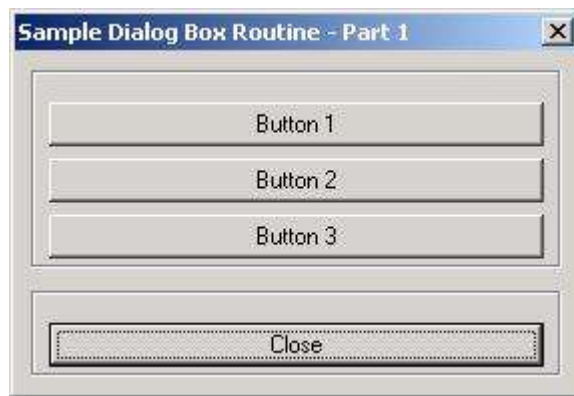 Sample Dialog Box Routine - Part 1
Button 1
Button 2
Button 3
Close